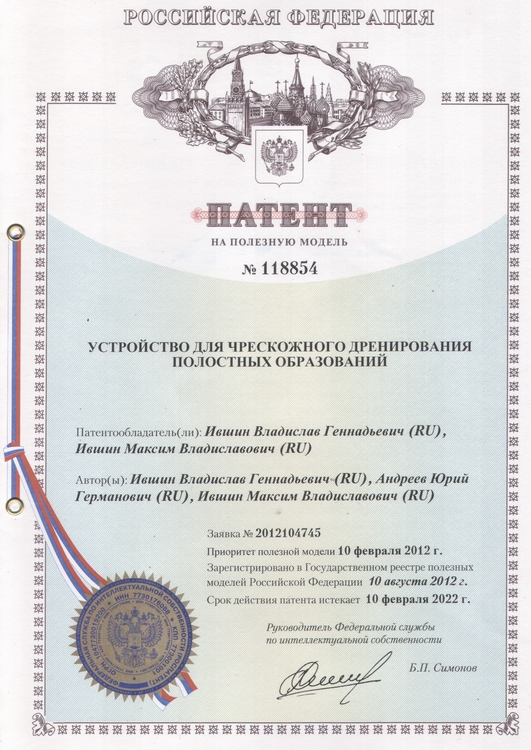 РОССИЙСКАЯ ФЕДЕРАЦИЯ
ПАТЕНТ
НА ПОЛЕЗНУЮ МОДЕЛЬ
№ 118854
УСТРОЙСТВО ДЛЯ ЧРЕСКОЖНОГО ДРЕНИРОВАНИЯ
ПОЛОСТНЫХ ОБРАЗОВАНИЙ
Патентообладатель(ли): Ившин Владислав Геннадьевич (RU),
Ившин Максим Владиславович (RU)
Автор(ы): Ившин Владислав Геннадьевич (RU), Андреев Юрий
Германович (RU), Ившин Максим Владиславович (RU)
Заявка № 2012104745
Приоритет полезной модели 10 февраля 2012 г.
Зарегистрировано в Государственном реестре полезных
моделей Российской Федерации 10 августа 2012 г.
Срок действия патента истекает 10 февраля 2022 г.
Руководитель Федеральной службы
по интеллектуальной собственности
Б.П. Симонов